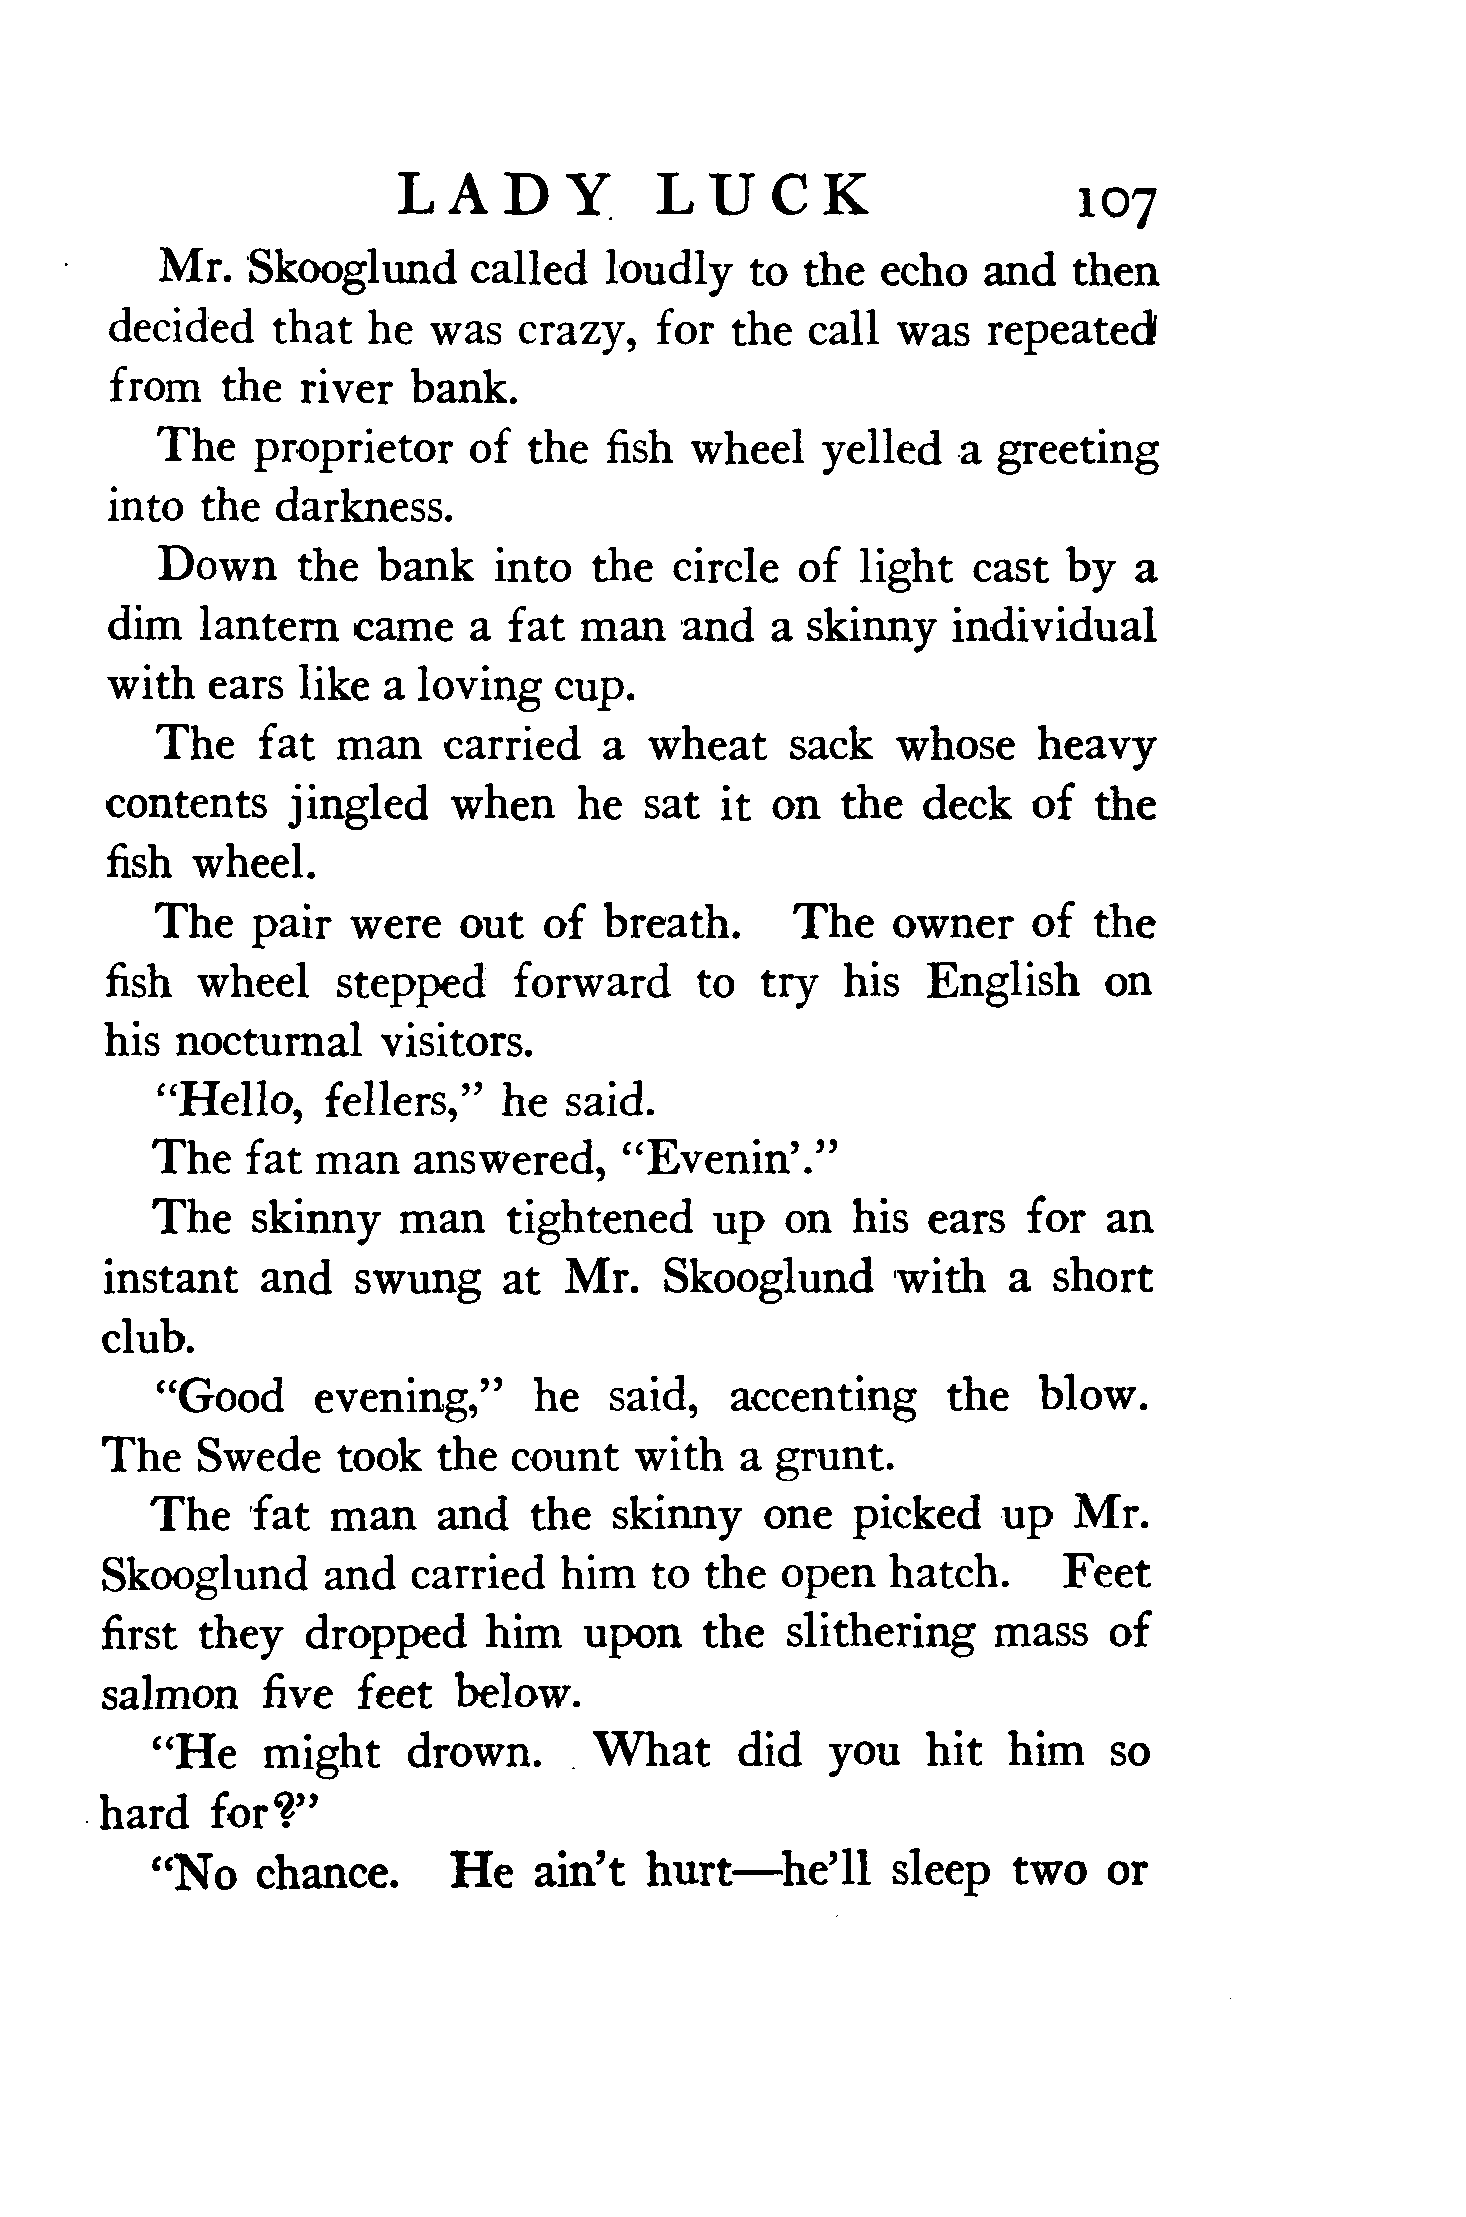 LADY LUCK 107
Mr. Skooglund called loudly to the echo and then
decided that he was crazy, for the call was repeated
from the river bank.
The proprietor of the fish wheel yelled a greeting
into the darkness.
Down the bank into the circle of light cast by a
dim lantern came a fat man and a skinny individual
with ears like a loving cup.
The fat man carried a wheat sack whose heavy
contents jingled when he sat it on the deck of the
fish wheel.
The pair were out of breath. The owner of the
fish wheel stepped forward to try his English on
his nocturnal visitors.
“Hello, fellers,” he said.
The fat man answered, “Evenin’.”
The skinny man tightened up on his ears for an
instant and swung at Mr. Skooglund with a short
club.
“Good evening,” he said, accenting the blow.
The Swede took the count with a grunt.
The fat man and the skinny one picked up Mr.
Skooglund and carried him to the open hatch. Feet
first they dropped him upon the slithering mass of
salmon five feet below.
“He might drown. What did you hit him so
hard for?”
“No chance. He ain’t hurt—he’ll sleep two or